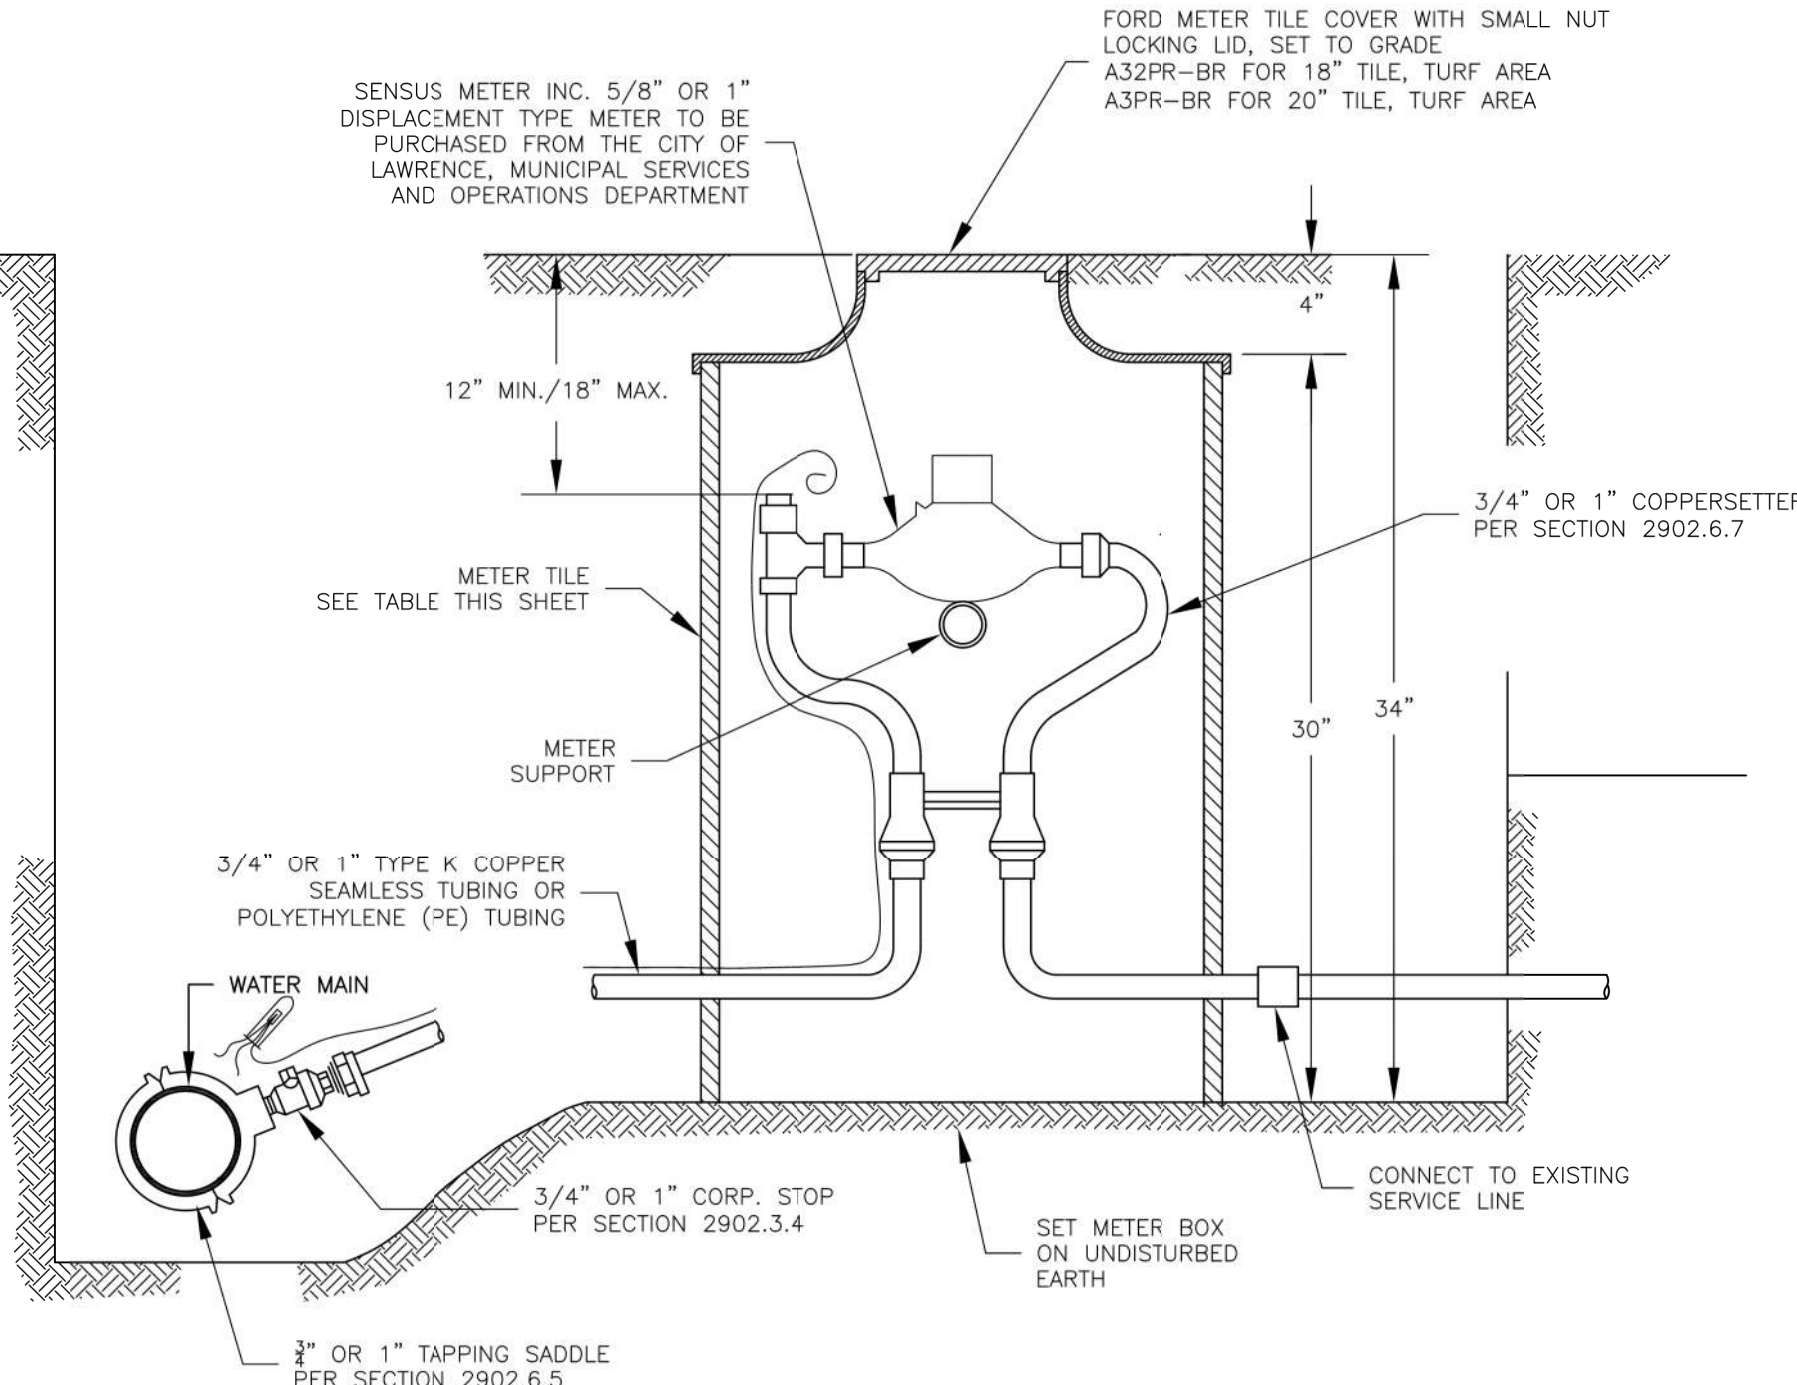 FORD METER TILE COVER WITH SMALL NUT
LOCKING LID, SET TO GRADE
A32PR-BR FOR 18" TILE, TURF AREA
A3PR-BR FOR 20" TILE, TURF AREA
SENSUS METER INC. 5/8" OR 1"
DISPLACEMENT TYPE METER TO BE
PURCHASED FROM THE CITY OF
LAWRENCE, MUNICIPAL SERVICES
AND OPERATIONS DEPARTMENT
4"
12" MIN./18" MAX.
3/4" OR 1" COPPERSETTER
PER SECTION 2902.6.7
METER TILE
SEE TABLE THIS SHEET
34"
30"
METER
SUPPORT
3/4" OR 1" TYPE K COPPER
SEAMLESS TUBING OR
POLYETHYLENE (PE) TUBING
WATER MAIN
3/4" OR 1" CORP. STOP
PER SECTION 2902.3.4
CONNECT TO EXISTING
SERVICE LINE
SET METER BOX
ON UNDISTURBED
EARTH
¾" OR 1" TAPPING SADDLE
PER SECTION 2902.6.5